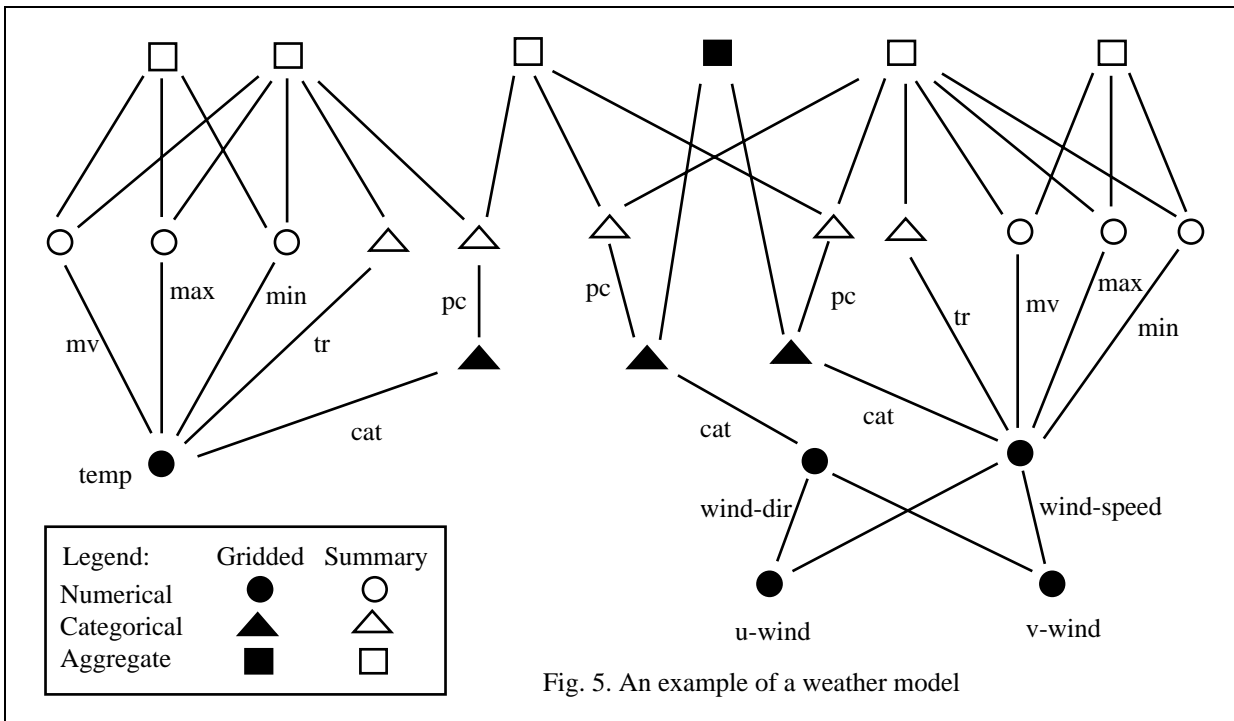 max
min
pc
pc
pc
max
mv
tr
tr
mv
min
cat
cat
cat
temp
wind-dir
wind-speed
Legend: Gridded Summary
Numerical
Categorical
Aggregate
u-wind
v-wind
Fig. 5. An example of a weather model